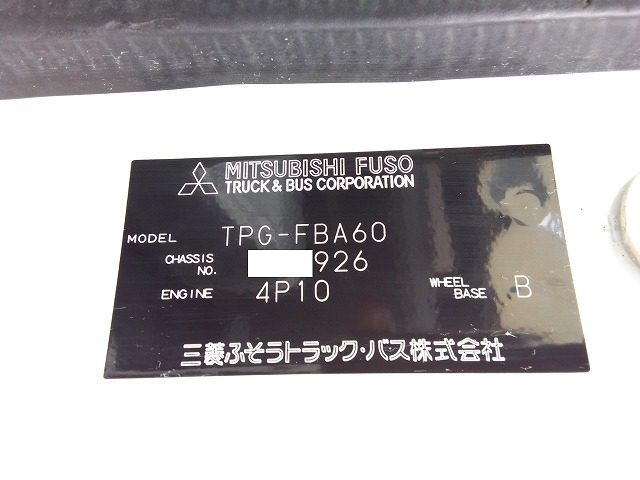 MITSUBISHI FUSO
TRUCK & BUS CORPORATION
MODEL TPG-FBA60
CHASSIS NO. 926
ENGINE 4P10 WHEEL BASE B
三菱ふそうトラック・バス株式会社